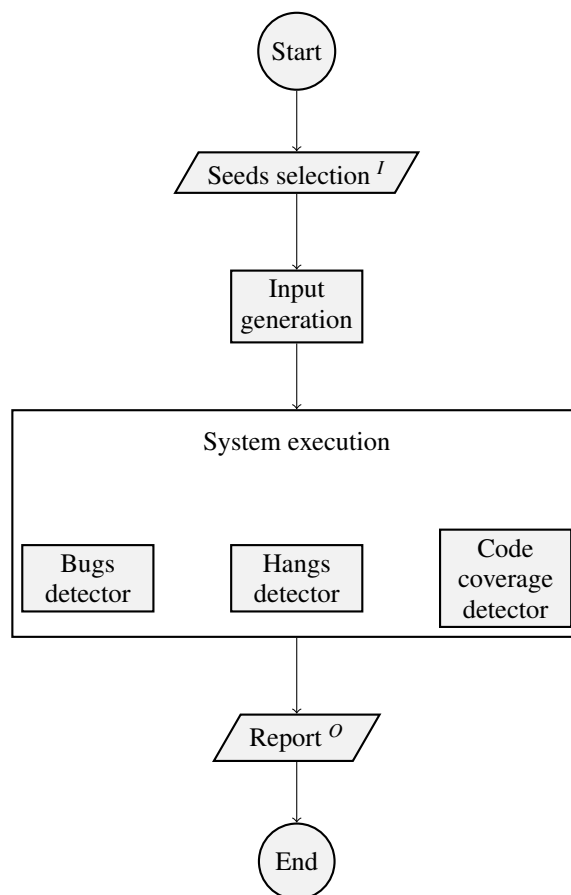 Start
Seeds selection I
Input
generation
System execution
Bugs
detector
Hangs
detector
Code
coverage
detector
Report O
End